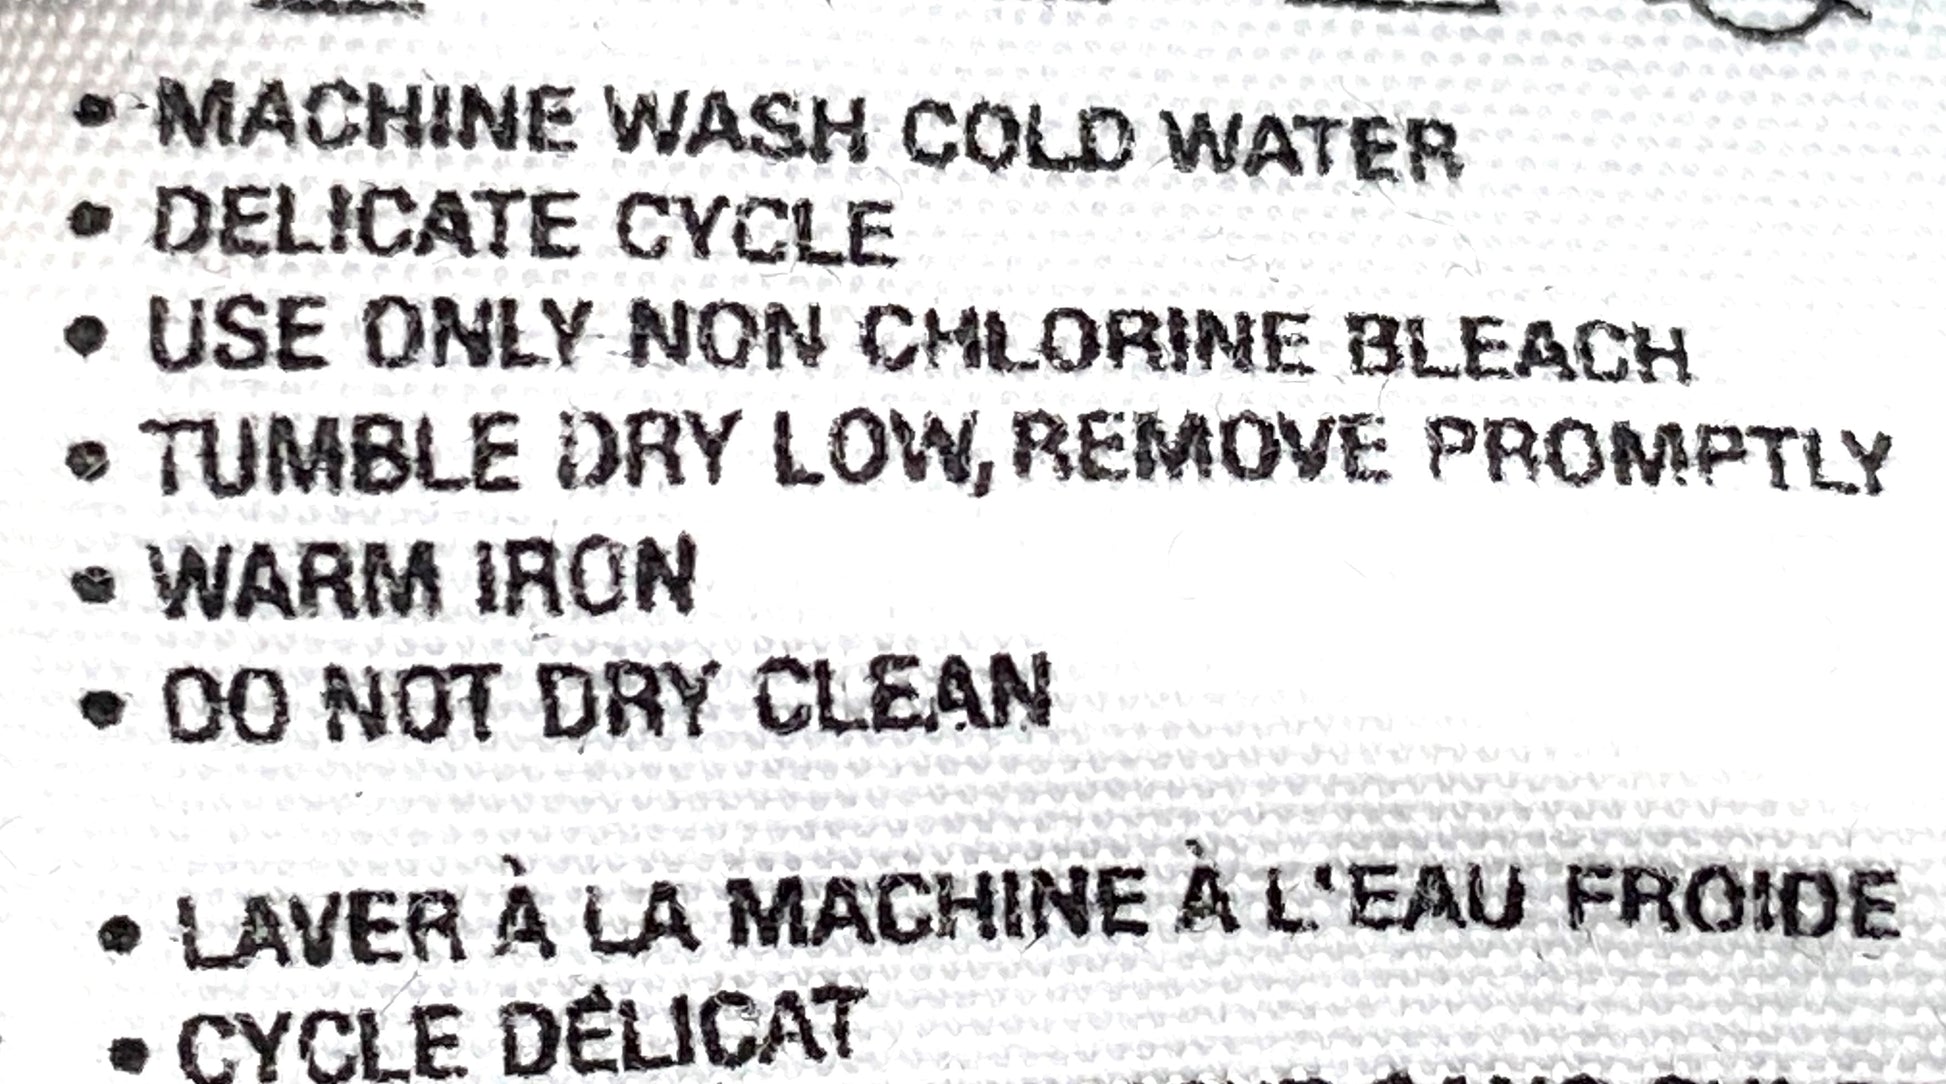 • MACHINE WASH COLD WATER
• DELICATE CYCLE
• USE ONLY NON CHLORINE BLEACH
• TUMBLE DRY LOW, REMOVE PROMPTLY
• WARM IRON
• DO NOT DRY CLEAN
• LAVER À LA MACHINE À L'EAU FROIDE
• CYCLE DÉLICAT